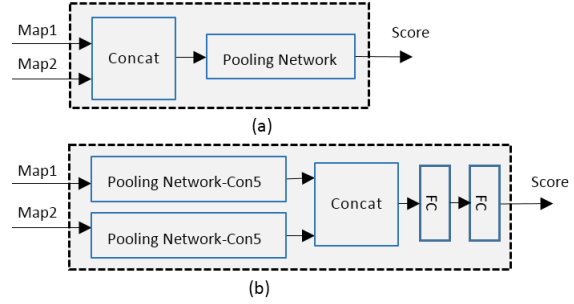 Map1
Map2
Concat
Pooling Network
Score
(a)
Map1
Map2
Pooling Network-Con5
Pooling Network-Con5
Concat
FC
FC
Score
(b)